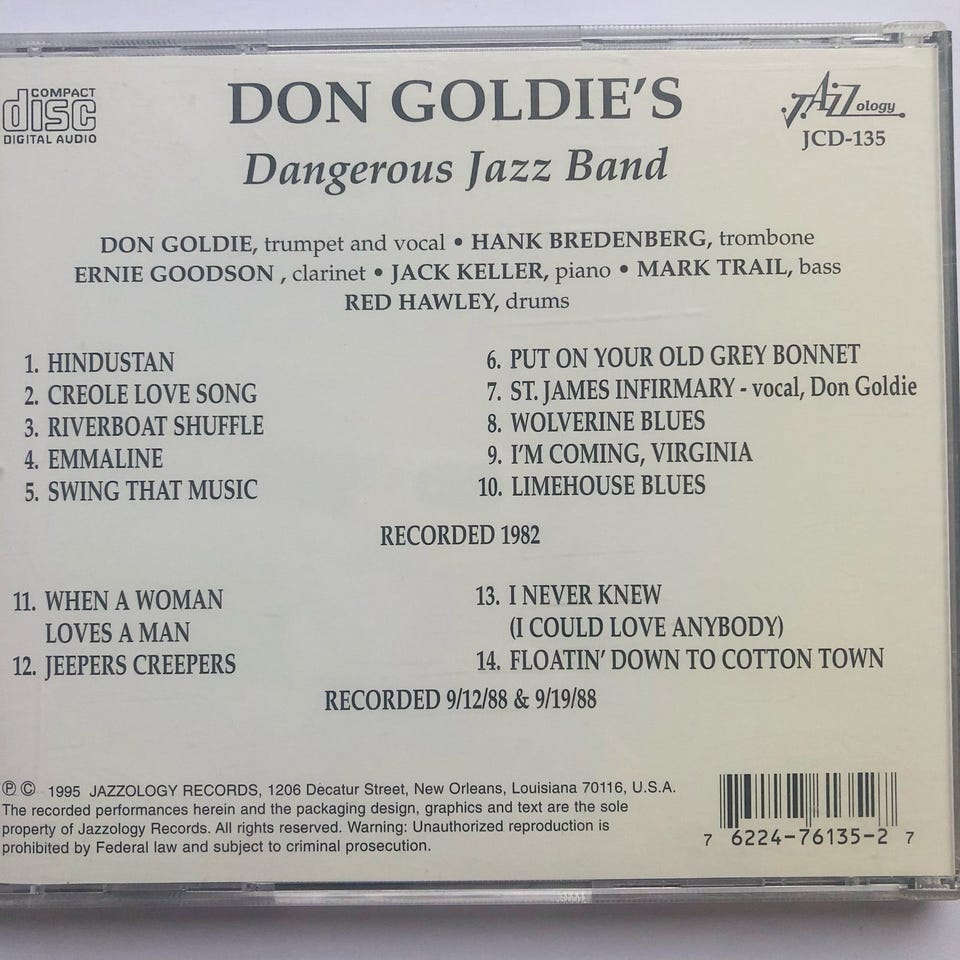 COMPACT
disc
DIGITAL AUDIO
DON GOLDIE'S
Dangerous Jazz Band
JAZZology
JCD-135
DON GOLDIE, trumpet and vocal • HANK BREDENBERG, trombone
ERNIE GOODSON , clarinet • JACK KELLER, piano • MARK TRAIL, bass
RED HAWLEY, drums
1. HINDUSTAN
2. CREOLE LOVE SONG
3. RIVERBOAT SHUFFLE
4. EMMALINE
5. SWING THAT MUSIC
6. PUT ON YOUR OLD GREY BONNET
7. ST. JAMES INFIRMARY - vocal, Don Goldie
8. WOLVERINE BLUES
9. I'M COMING, VIRGINIA
10. LIMEHOUSE BLUES
RECORDED 1982
11. WHEN A WOMAN
LOVES A MAN
12. JEEPERS CREEPERS
13. I NEVER KNEW
(I COULD LOVE ANYBODY)
14. FLOATIN' DOWN TO COTTON TOWN
RECORDED 9/12/88 & 9/19/88
℗ © 1995 JAZZOLOGY RECORDS, 1206 Decatur Street, New Orleans, Louisiana 70116, U.S.A.
The recorded performances herein and the packaging design, graphics and text are the sole
property of Jazzology Records. All rights reserved. Warning: Unauthorized reproduction is
prohibited by Federal law and subject to criminal prosecution.
7 6224-76135-2 7